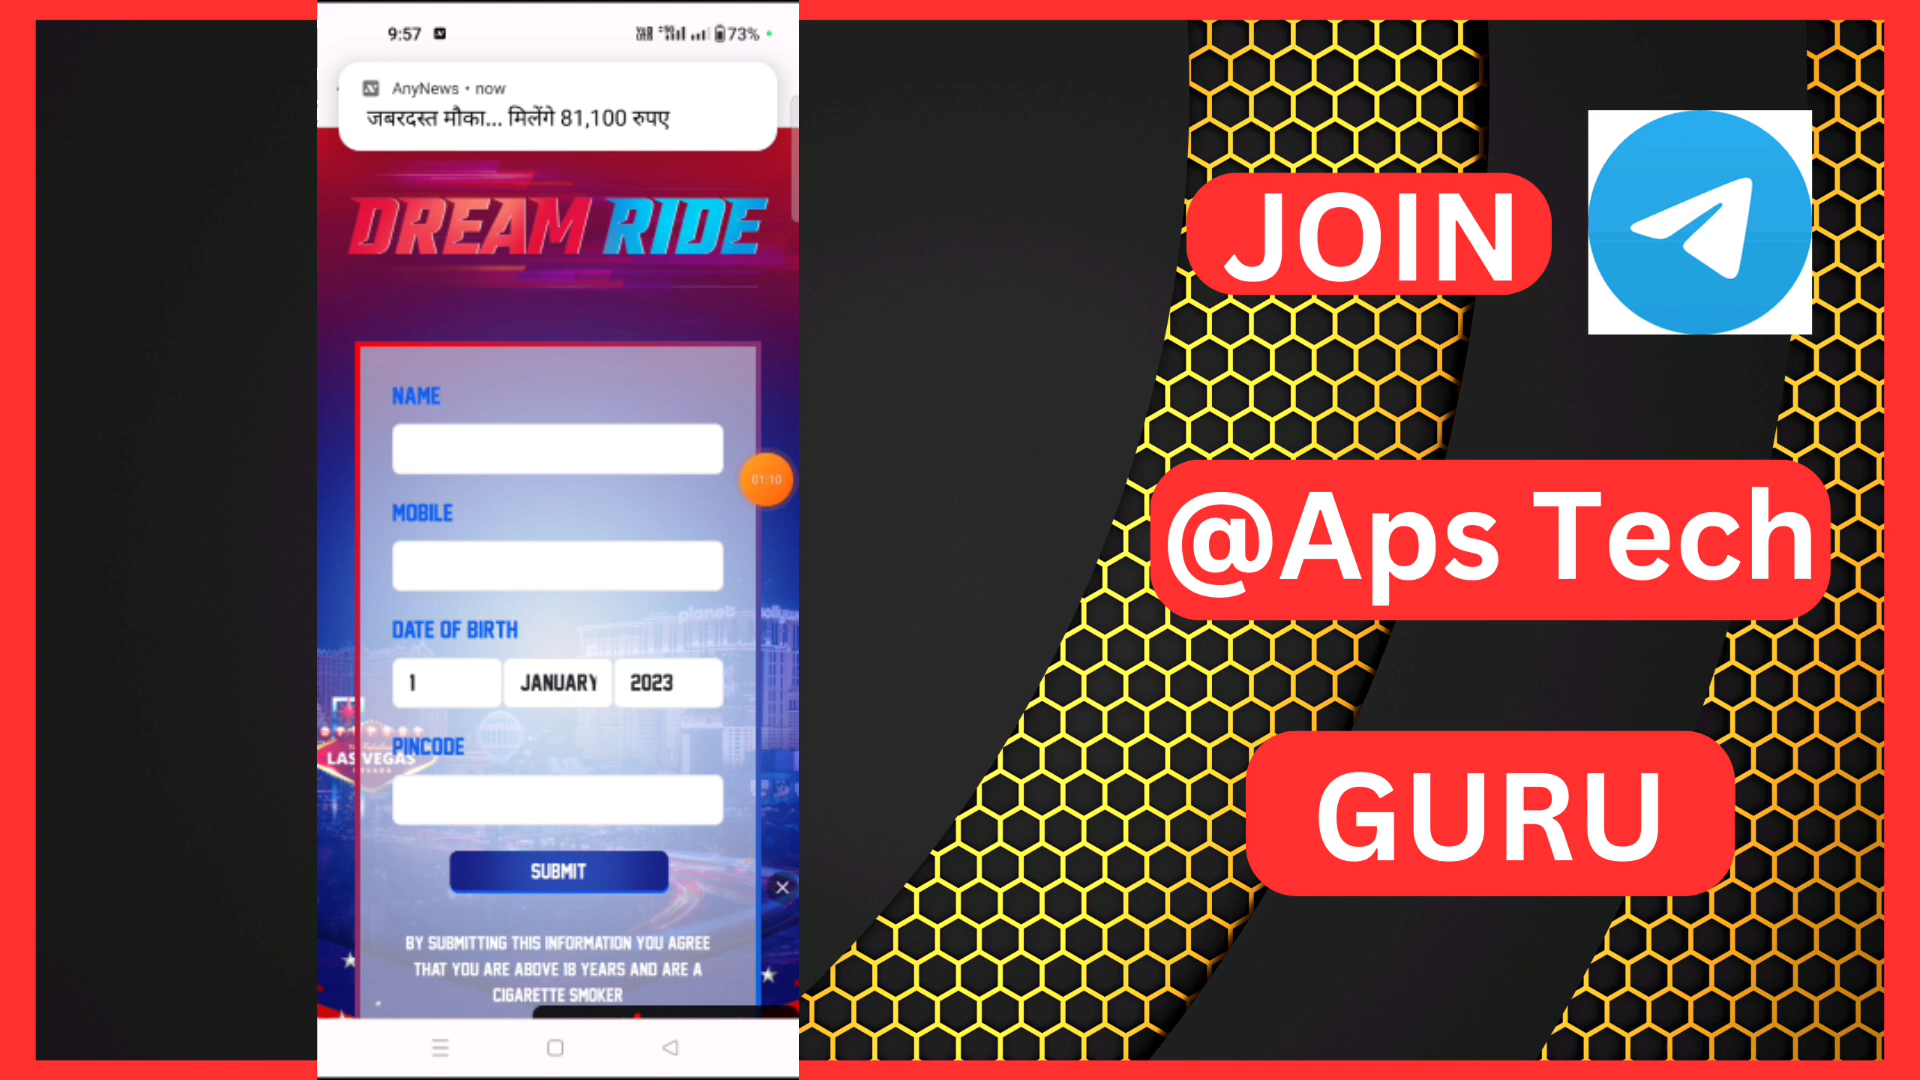 9:57
73%
AnyNews • now
जबरदस्त मौका... मिलेंगे 81,100 रुपए
DREAM RIDE
NAME
01:10
MOBILE
planet
DATE OF BIRTH
1 JANUARY 2023
PINCODE
LAS VEGAS
NEVADA
SUBMIT
BY SUBMITTING THIS INFORMATION YOU AGREE
THAT YOU ARE ABOVE 18 YEARS AND ARE A
CIGARETTE SMOKER
JOIN
@Aps Tech
GURU